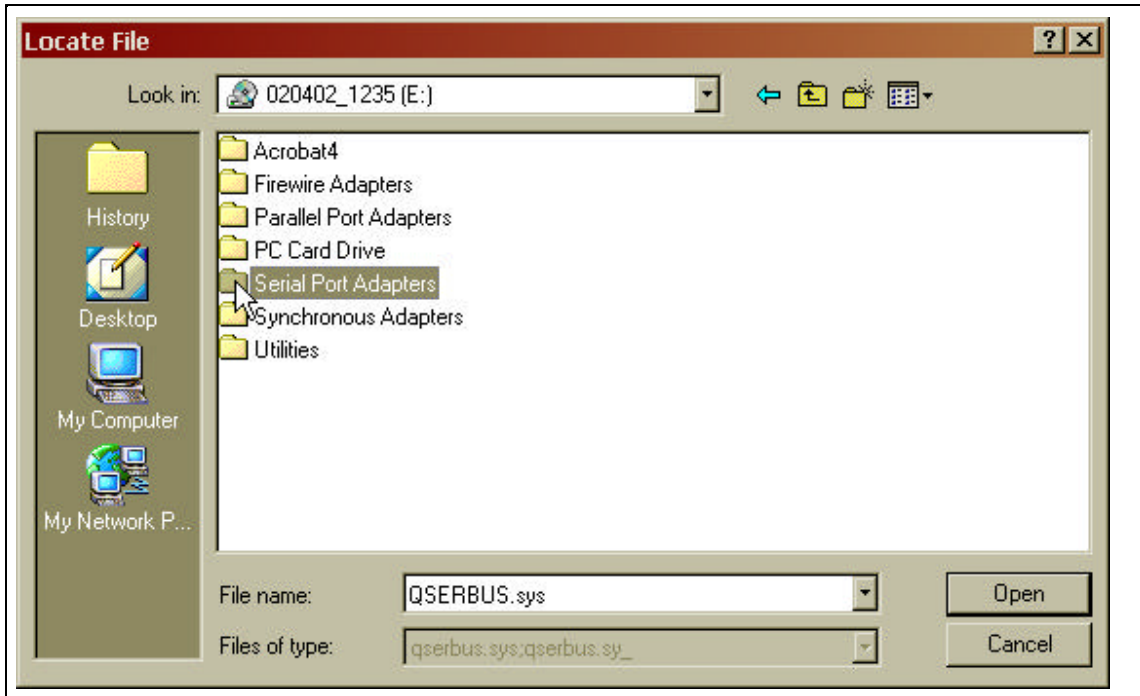 Locate File
Look in: 020402_1235 (E:)
History
Desktop
My Computer
My Network P...
Acrobat4
Firewire Adapters
Parallel Port Adapters
PC Card Drive
Serial Port Adapters
Synchronous Adapters
Utilities
File name: QSERBUS.sys Open
Files of type: qserbus.sys;qserbus.sy_ Cancel